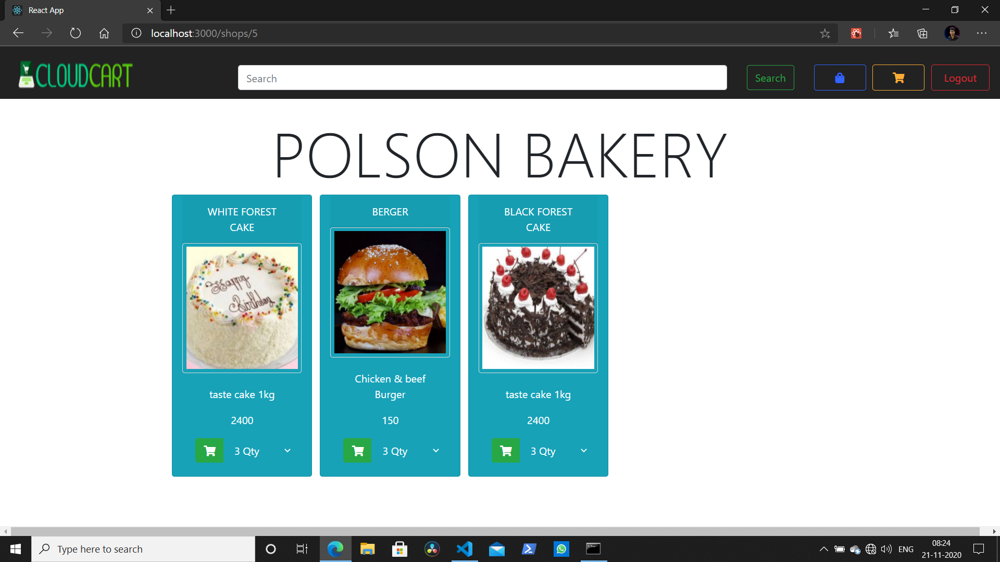 React App
localhost:3000/shops/5
CLOUDCART
Search
Search
Logout
POLSON BAKERY
WHITE FOREST
CAKE
Happy
Birthday
taste cake 1kg
2400
3 Qty
BERGER
Chicken & beef
Burger
150
3 Qty
BLACK FOREST
CAKE
taste cake 1kg
2400
3 Qty
Type here to search
ENG
08:24
21-11-2020